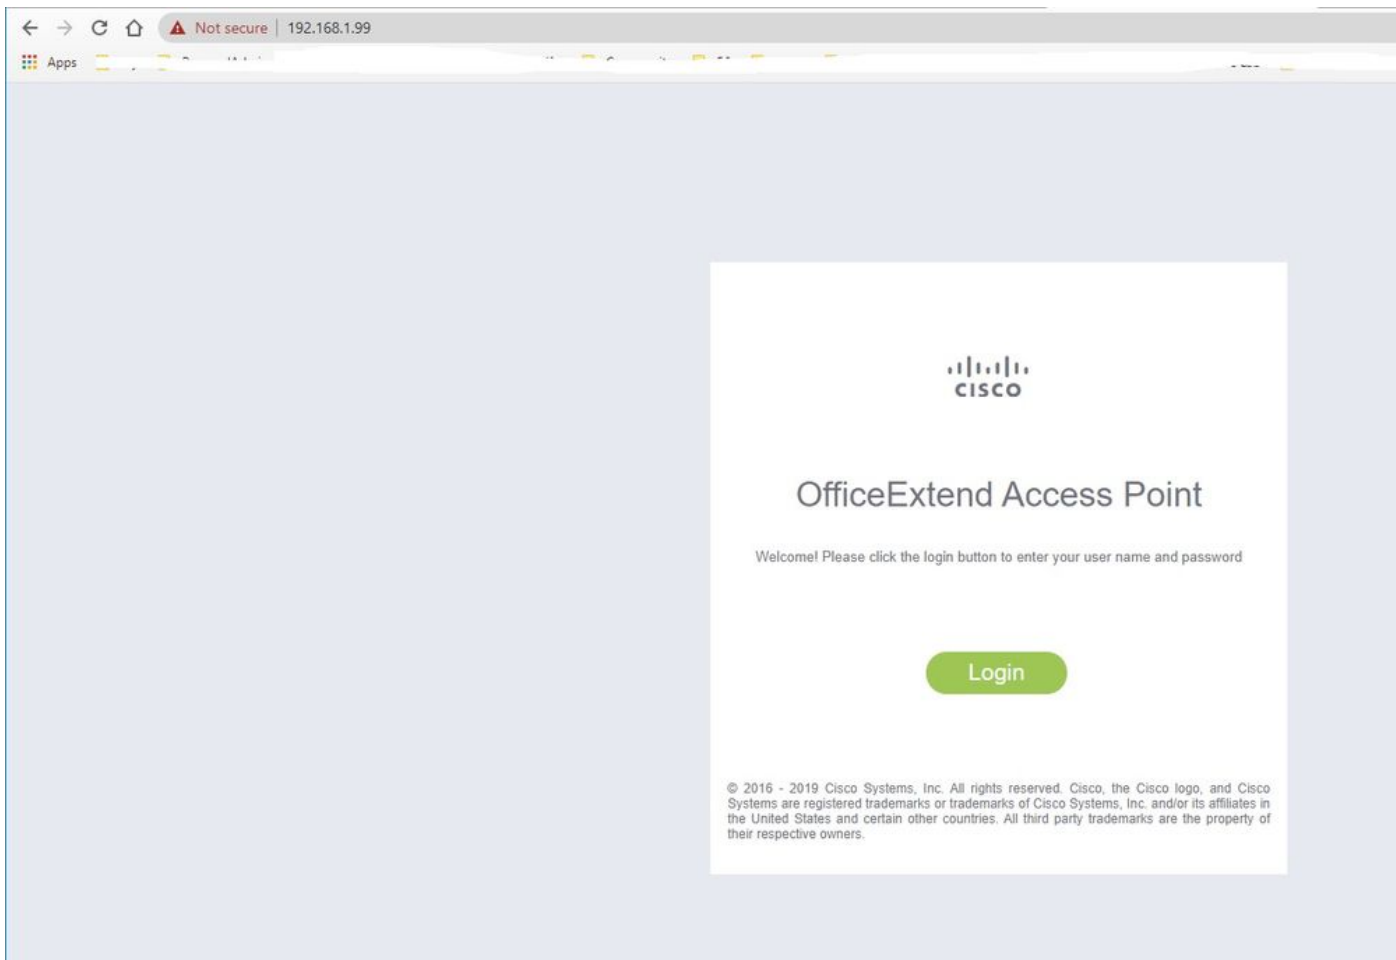 Not secure | 192.168.1.99
Apps
CISCO
OfficeExtend Access Point
Welcome! Please click the login button to enter your user name and password
Login
© 2016 - 2019 Cisco Systems, Inc. All rights reserved. Cisco, the Cisco logo, and Cisco
Systems are registered trademarks or trademarks of Cisco Systems, Inc. and/or its affiliates in
the United States and certain other countries. All third party trademarks are the property of
their respective owners.